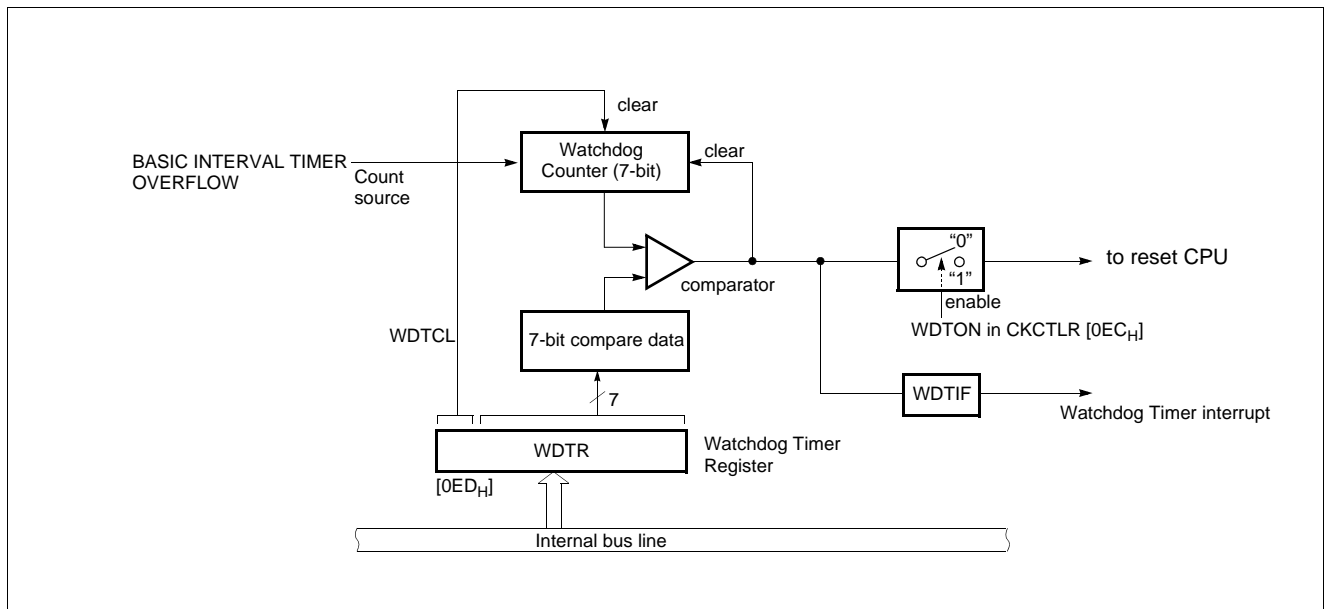 clear
BASIC INTERVAL TIMER
OVERFLOW
Count
source
Watchdog
Counter (7-bit)
clear
comparator
“0”
“1”
to reset CPU
enable
WDTON in CKCTLR [0ECH]
WDTCL
7-bit compare data
7
WDTIF
Watchdog Timer interrupt
WDTR
Watchdog Timer
Register
[0EDH]
Internal bus line